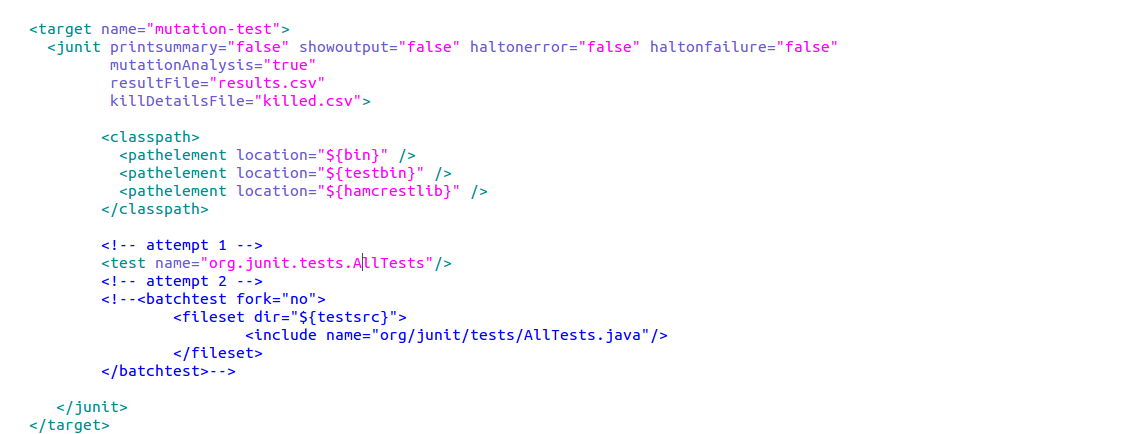 <target name="mutation-test">
<junit printsummary="false" showoutput="false" haltonerror="false" haltonfailure="false"
mutationAnalysis="true"
resultFile="results.csv"
killDetailsFile="killed.csv">
<classpath>
<pathelement location="${bin}" />
<pathelement location="${testbin}" />
<pathelement location="${hamcrestlib}" />
</classpath>
<!-- attempt 1 -->
<test name="org.junit.tests.AllTests"/>
<!-- attempt 2 -->
<!--<batchtest fork="no">
<fileset dir="${testsrc}">
<include name="org/junit/tests/AllTests.java"/>
</fileset>
</batchtest>-->
</junit>
</target>